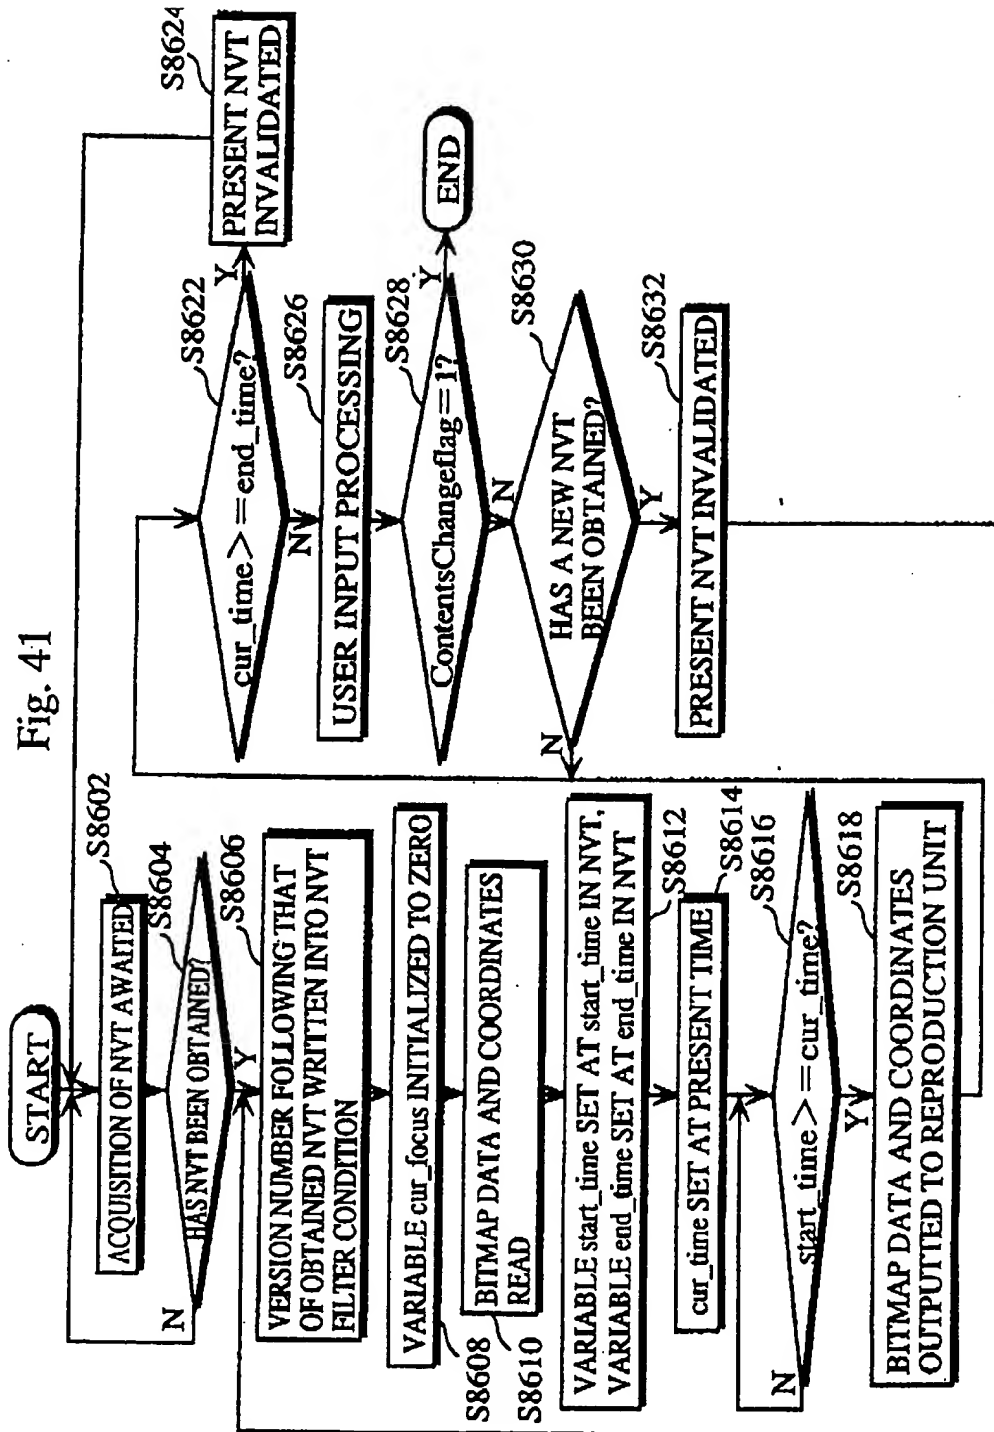 Fig. 41
START
S8602
ACQUISITION OF NVT AWAITED
S8604
HAS NVT BEEN OBTAINED?
N
Y
S8606
VERSION NUMBER FOLLOWING THAT
OF OBTAINED NVT WRITTEN INTO NVT
FILTER CONDITION
VARIABLE cur_focus INITIALIZED TO ZERO
S8608
BITMAP DATA AND COORDINATES
READ
S8610
VARIABLE start_time SET AT start_time IN NVT,
VARIABLE end_time SET AT end_time IN NVT
S8612
cur_time SET AT PRESENT TIME
S8614
S8616
start_time>=cur_time?
N
Y
S8618
BITMAP DATA AND COORDINATES
OUTPUTTED TO REPRODUCTION UNIT
S8622
cur_time>=end_time?
Y
N
S8624
PRESENT NVT
INVALIDATED
S8626
USER INPUT PROCESSING
S8628
ContentsChangeflag==1?
Y
END
N
S8630
HAS A NEW NVT
BEEN OBTAINED?
N
Y
S8632
PRESENT NVT INVALIDATED